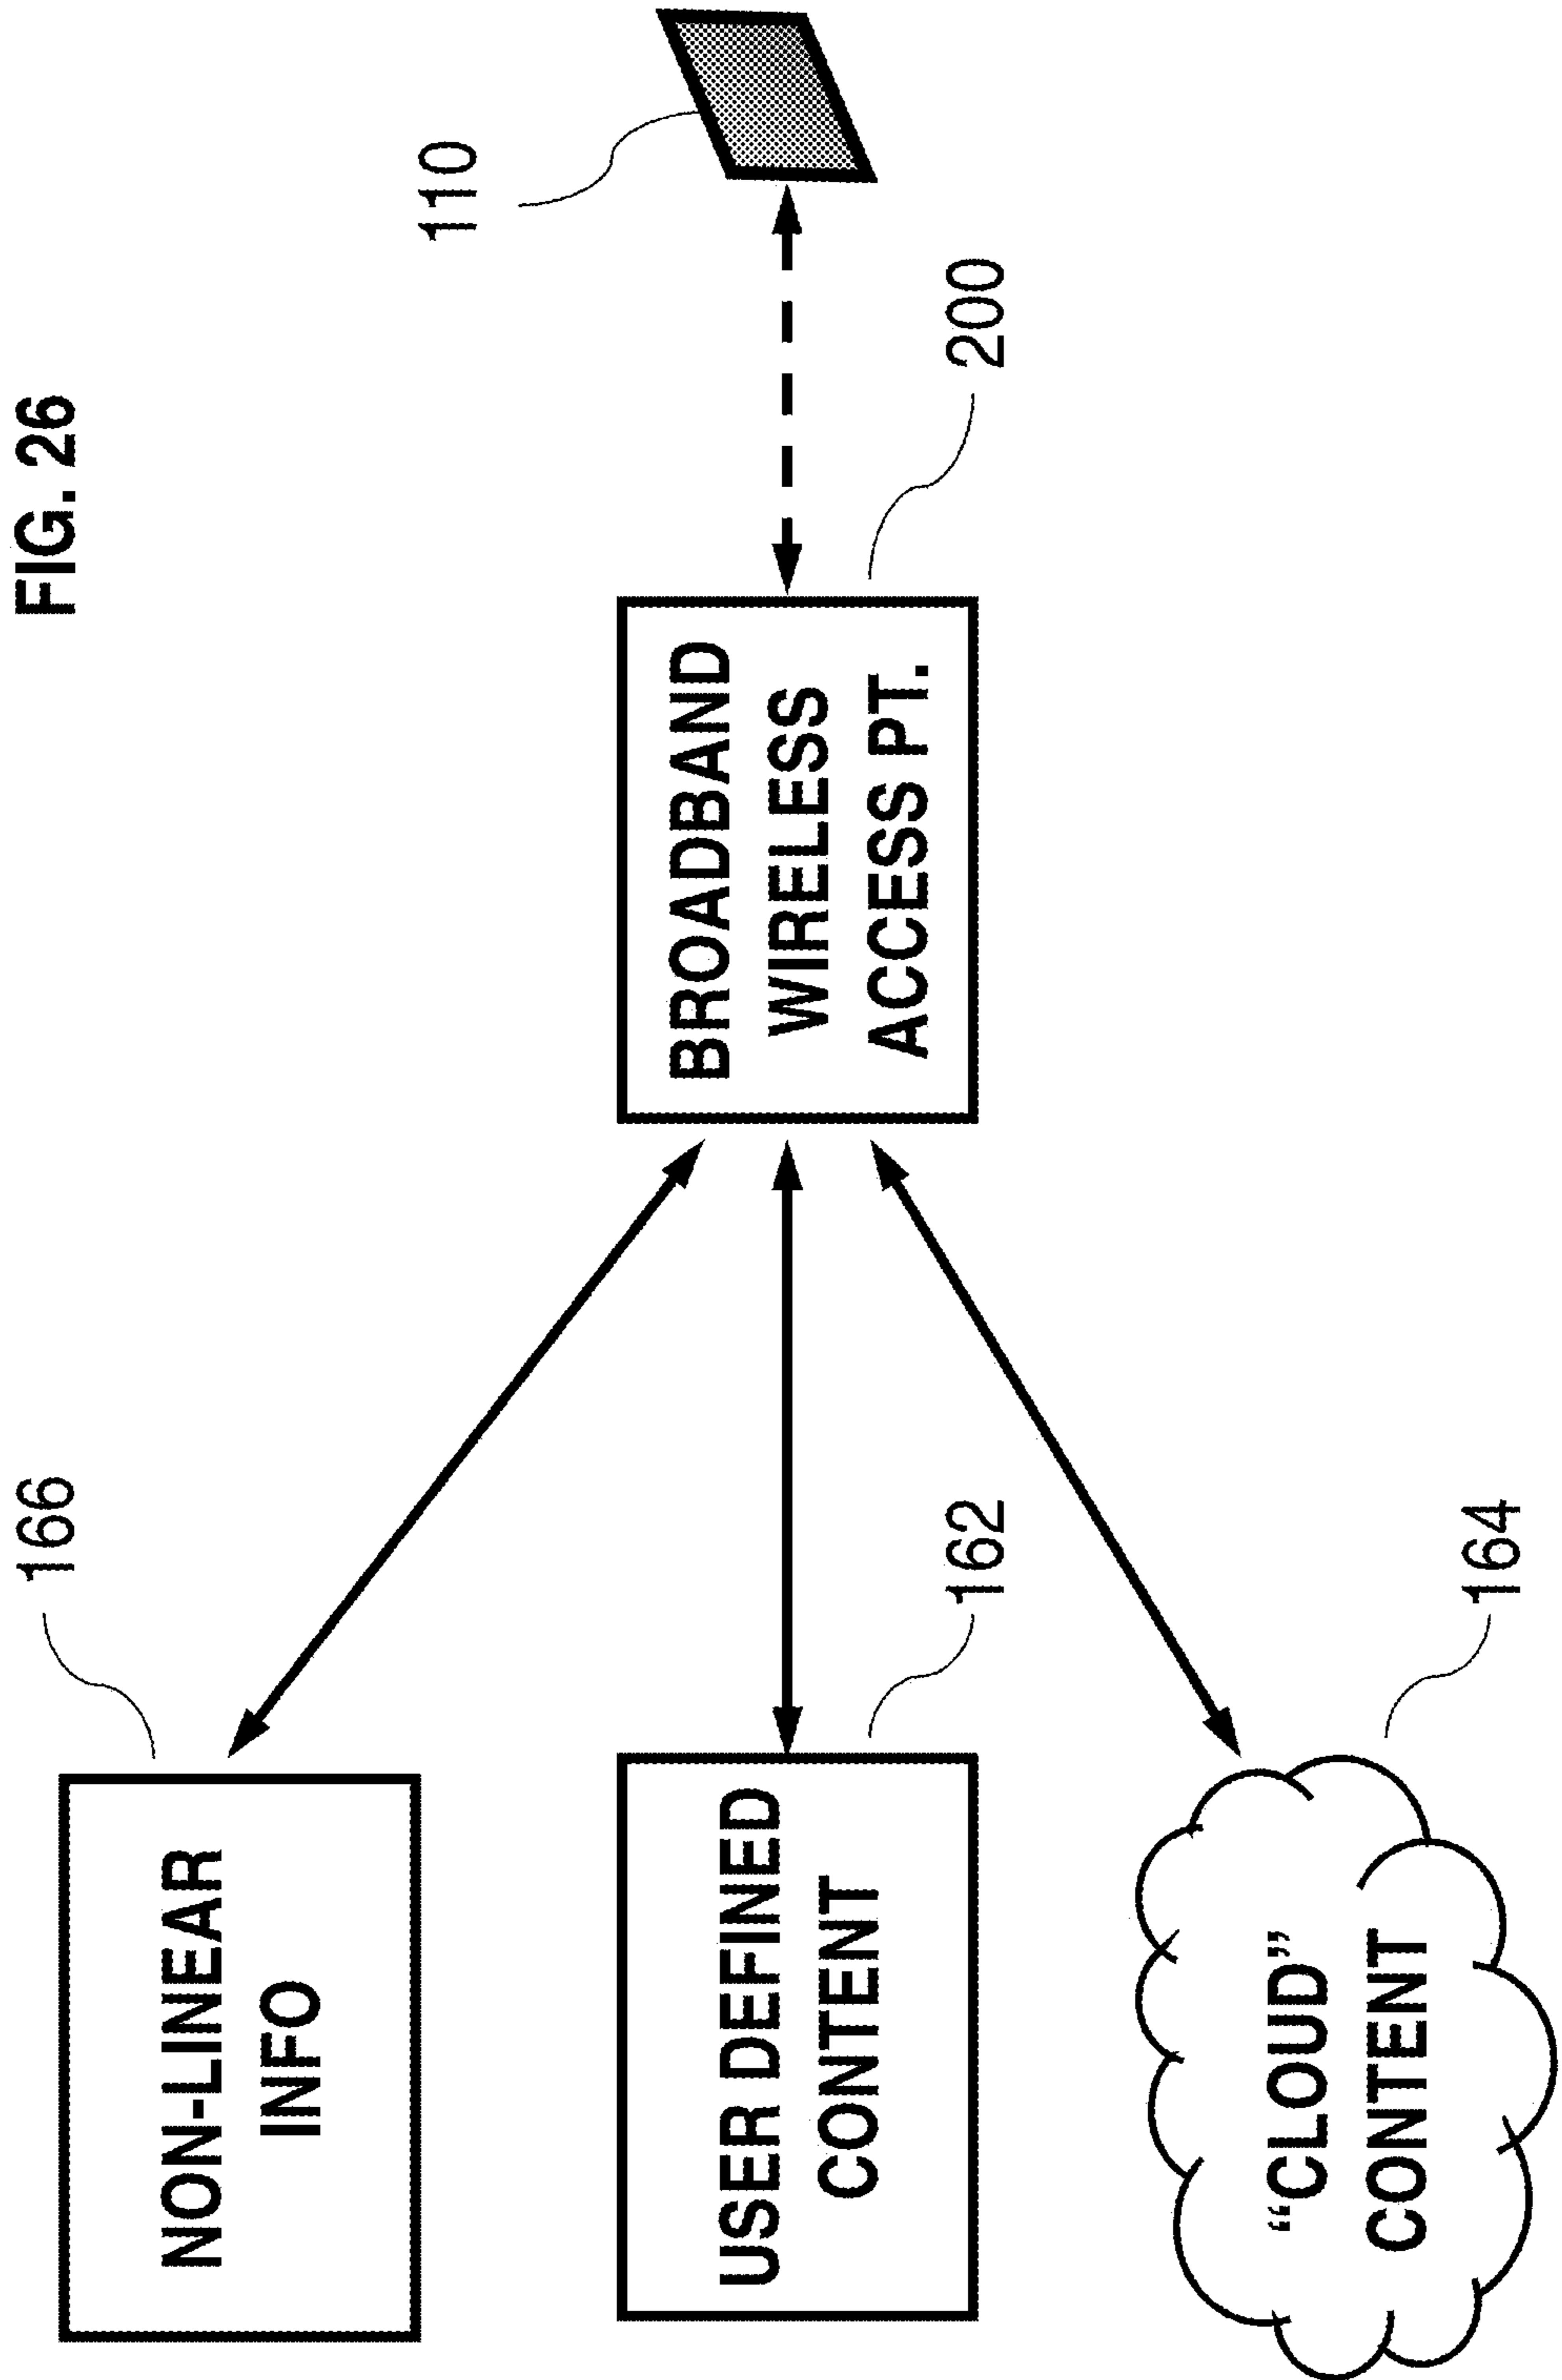 FIG. 26
166
NON-LINEAR
INFO
110
BROADBAND
WIRELESS
ACCESS PT.
200
USER DEFINED
CONTENT
162
“CLOUD”
CONTENT
164